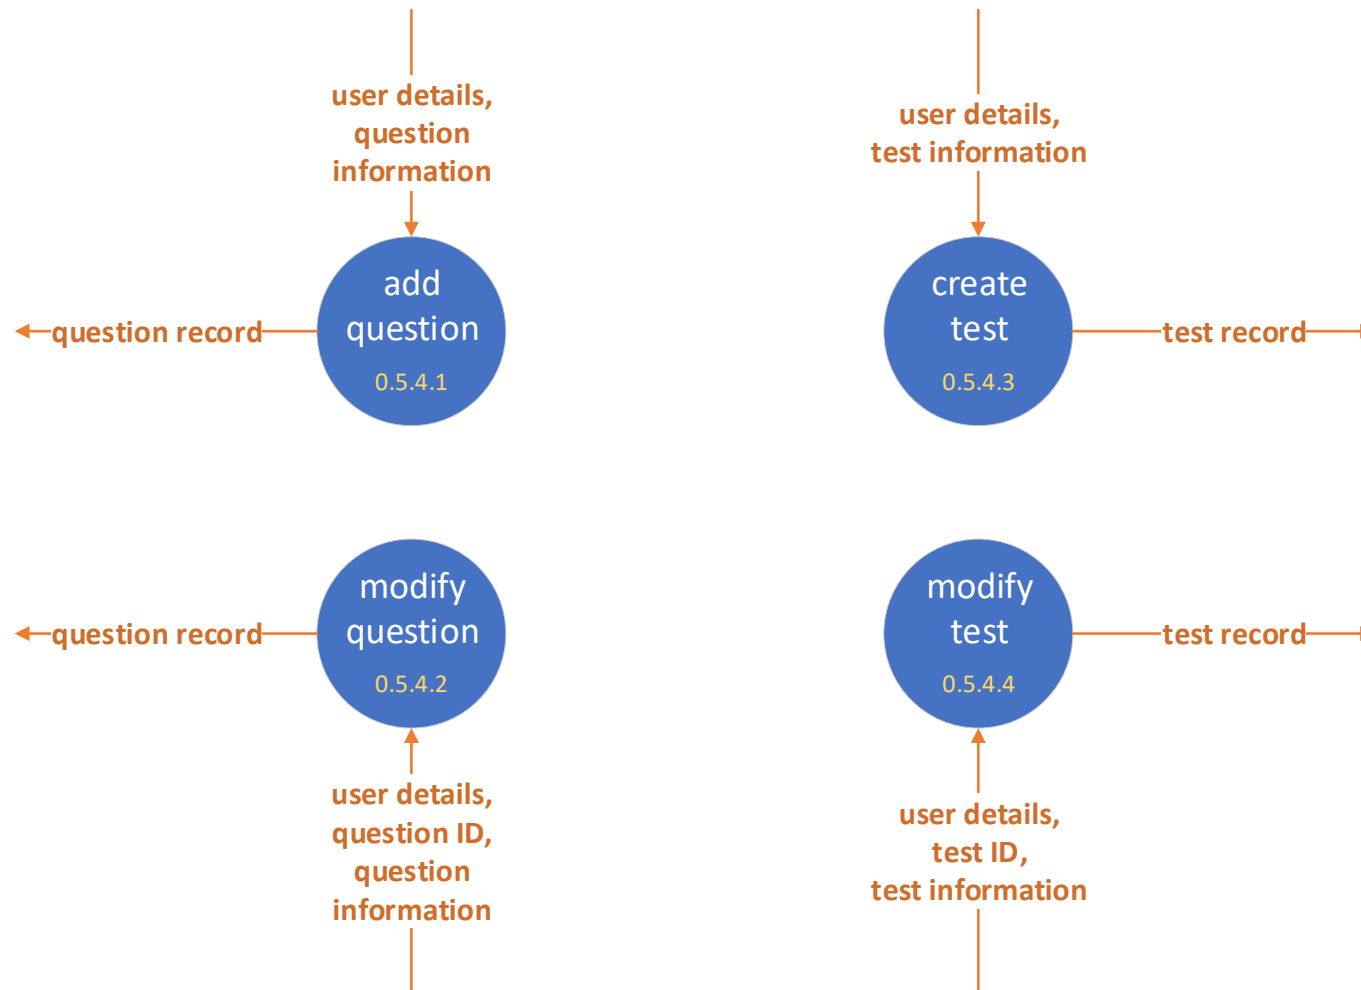 user details,
question
information
user details,
test information
add
question
0.5.4.1
create
test
0.5.4.3
question record
test record
modify
question
0.5.4.2
modify
test
0.5.4.4
question record
test record
user details,
question ID,
question
information
user details,
test ID,
test information